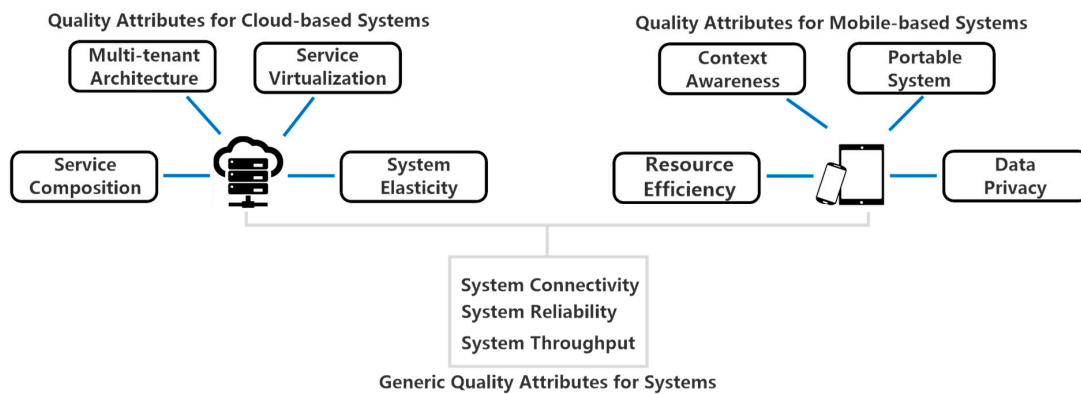 Quality Attributes for Cloud-based Systems
Multi-tenant
Architecture
Service
Virtualization
Service
Composition
System
Elasticity
Quality Attributes for Mobile-based Systems
Context
Awareness
Portable
System
Resource
Efficiency
Data
Privacy
System Connectivity
System Reliability
System Throughput
Generic Quality Attributes for Systems